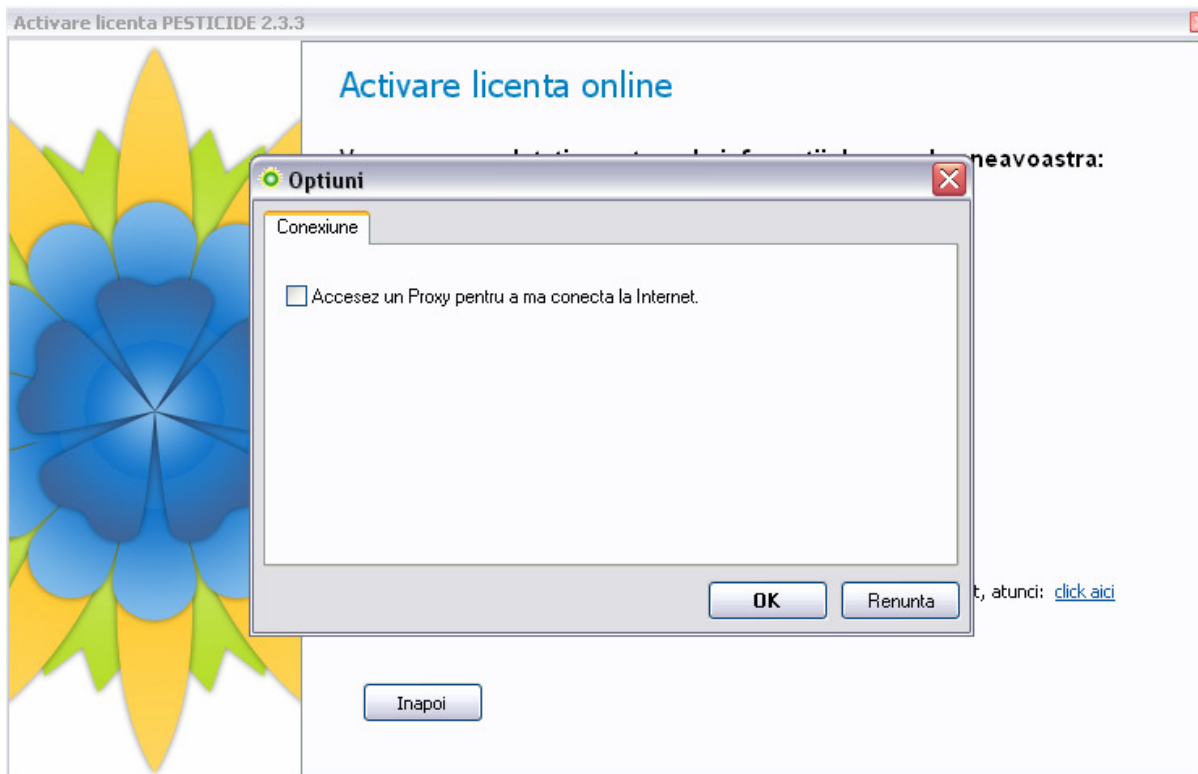 Activare licenta PESTICIDE 2.3.3
Activare licenta online
neavoastra:
Optiuni
Conexiune
Accesez un Proxy pentru a ma conecta la Internet.
OK
Renunta
t, atunci: click aici
Inapoi